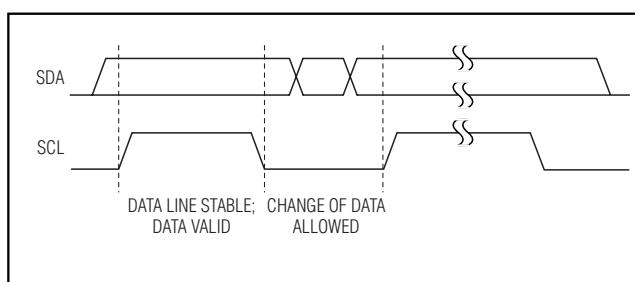 SDA
SCL
DATA LINE STABLE;
DATA VALID
CHANGE OF DATA
ALLOWED